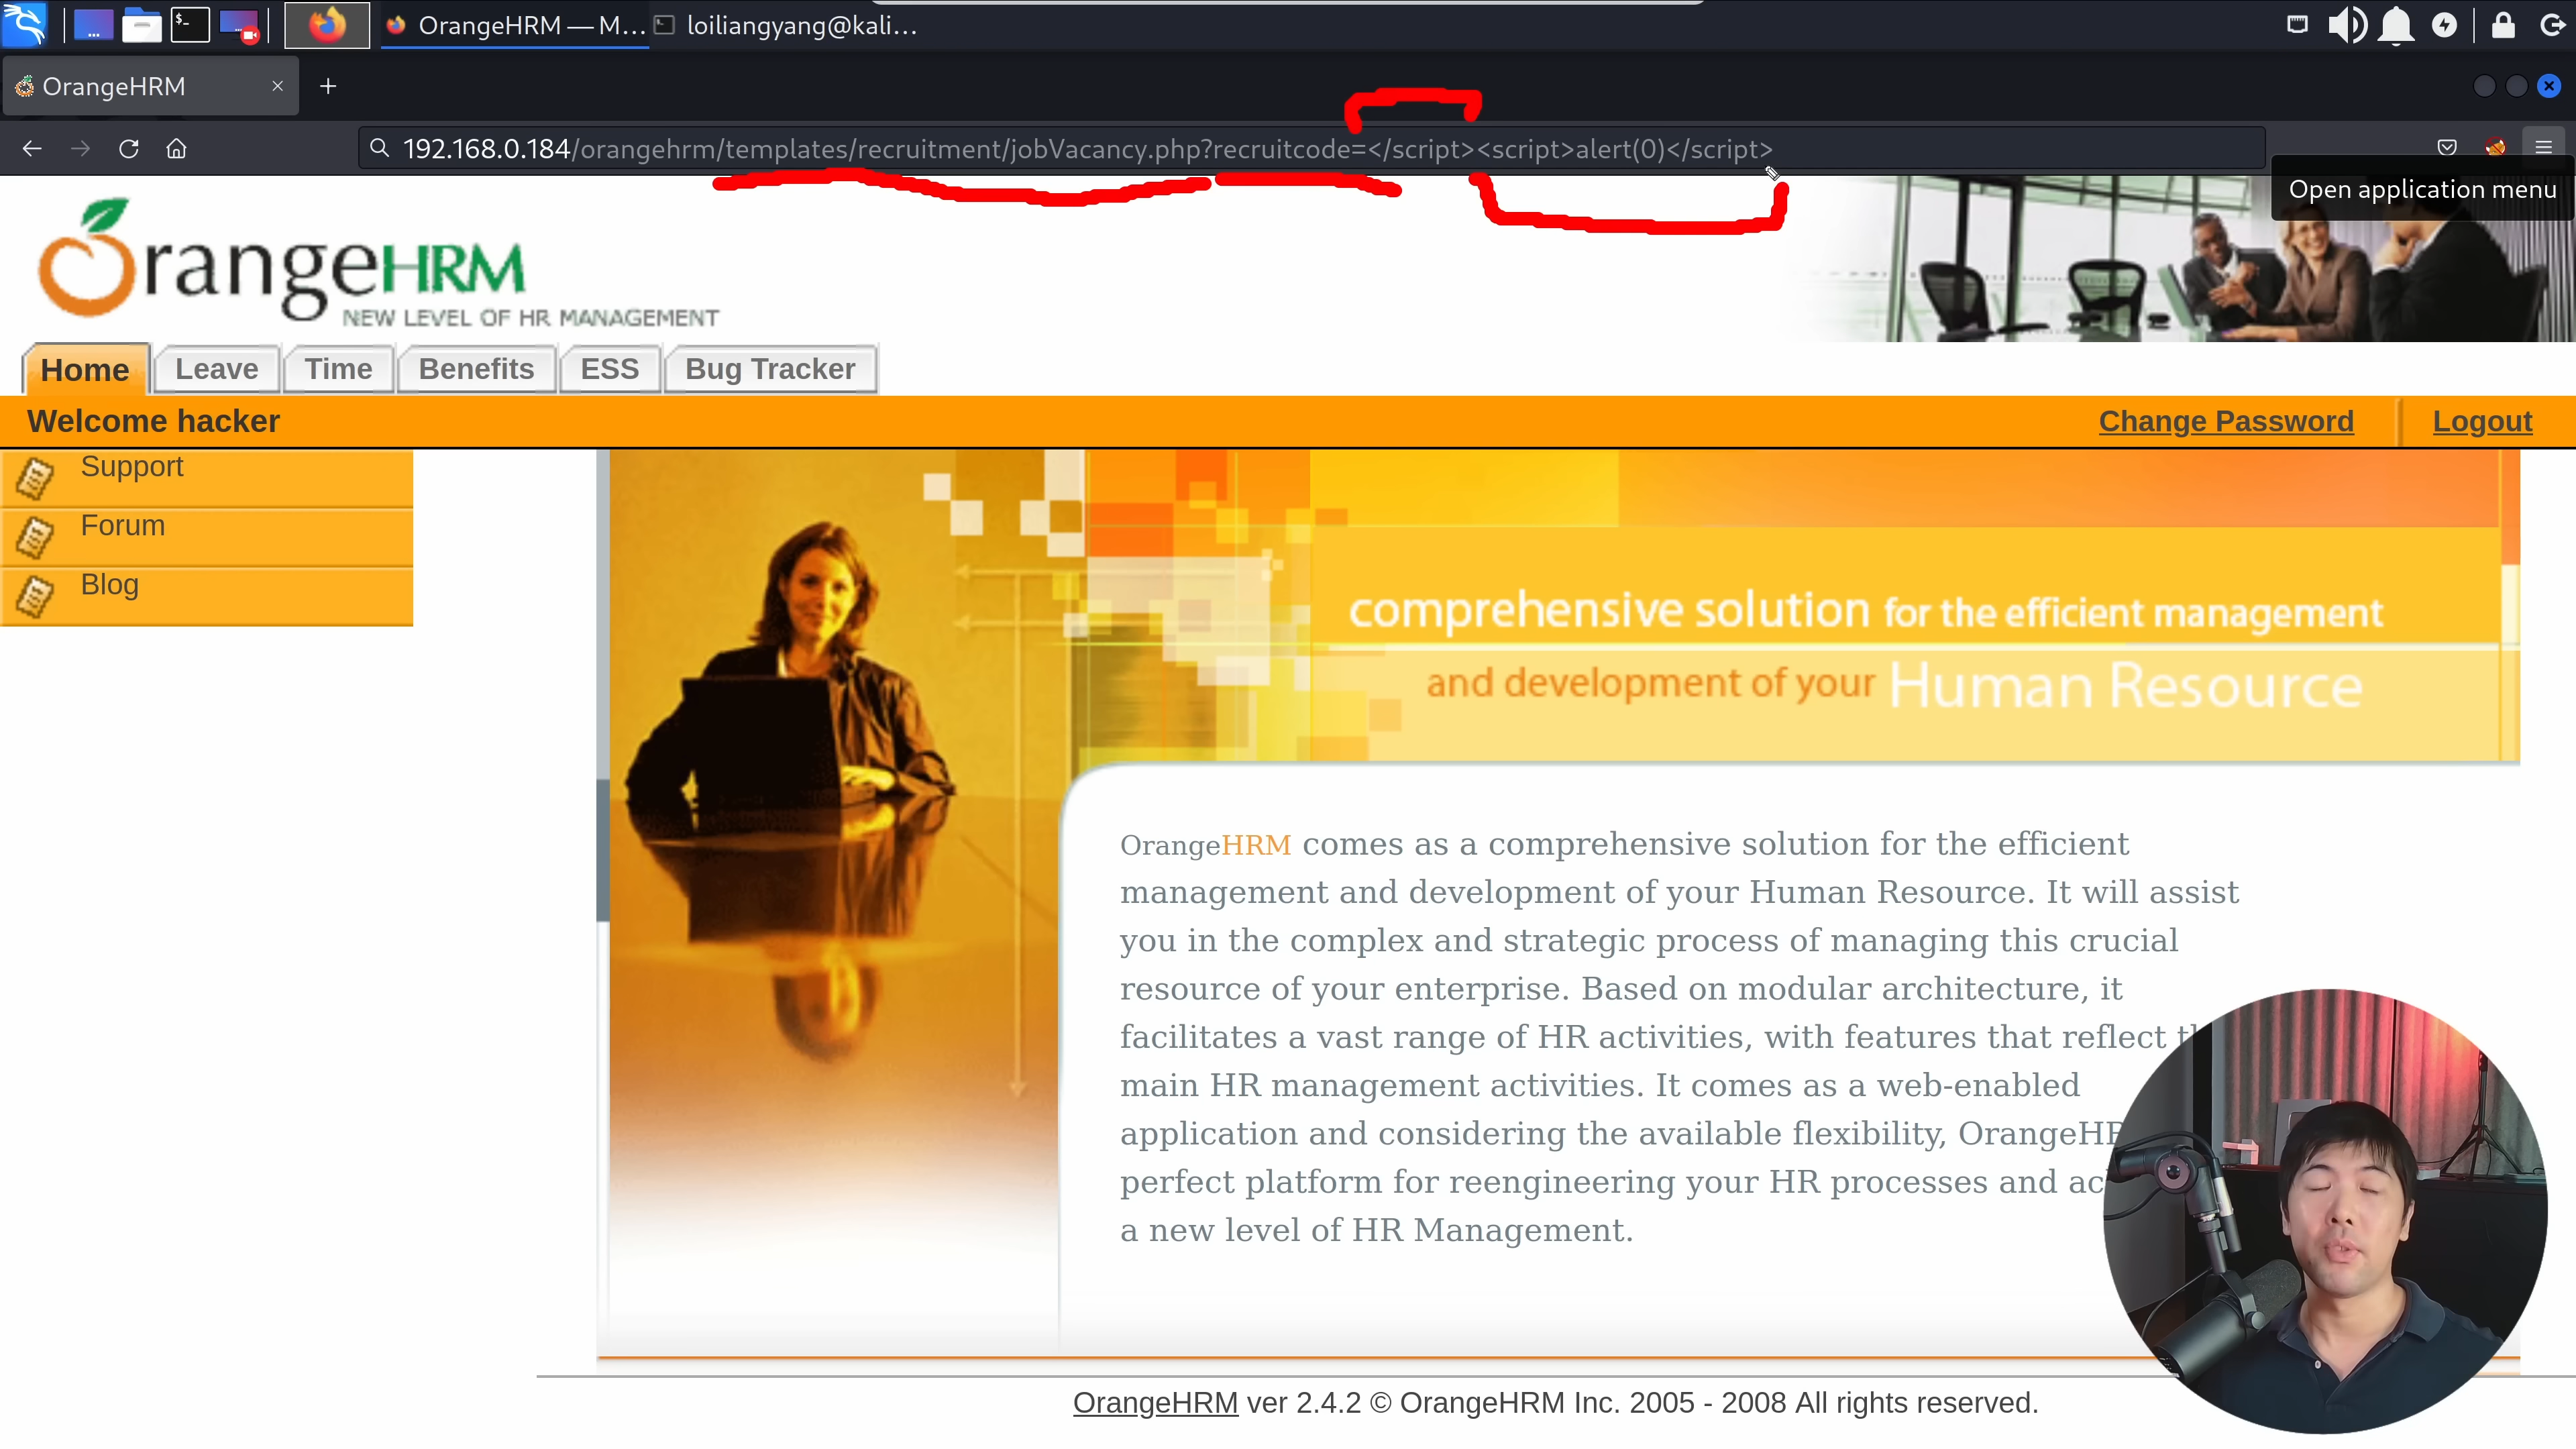 OrangeHRM — M...
loiliangyang@kali...
OrangeHRM
192.168.0.184/orangehrm/templates/recruitment/jobVacancy.php?recruitcode=</script><script>alert(0)</script>
Open application menu
OrangeHRM
NEW LEVEL OF HR MANAGEMENT
Home Leave Time Benefits ESS Bug Tracker
Welcome hacker
Change Password Logout
Support
Forum
Blog
comprehensive solution for the efficient management
and development of your Human Resource
OrangeHRM comes as a comprehensive solution for the efficient
management and development of your Human Resource. It will assist
you in the complex and strategic process of managing this crucial
resource of your enterprise. Based on modular architecture, it
facilitates a vast range of HR activities, with features that reflect
main HR management activities. It comes as a web-enabled
application and considering the available flexibility,
perfect platform for reengineering your HR processes and
a new level of HR Management.
OrangeHRM ver 2.4.2 © OrangeHRM Inc. 2005 - 2008 All rights reserved.